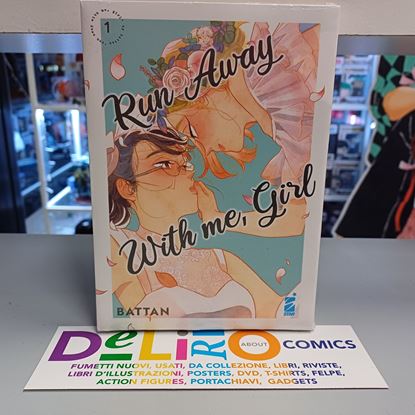 1
Run Away
With me, Girl
BATTAN
STAR
DeLiRiO ABOUT COMICS
FUMETTI NUOVI, USATI, DA COLLEZIONE, LIBRI, RIVISTE,
LIBRI D'ILLUSTRAZIONI, POSTERS, DVD, T-SHIRTS, FELPE,
ACTION FIGURES, PORTACHIAVI, GADGETS